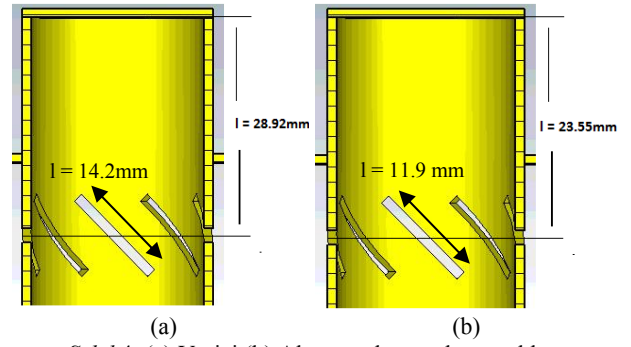 l = 28.92mm
l = 23.55mm
l = 14.2mm
l = 11.9 mm
(a)
(b)